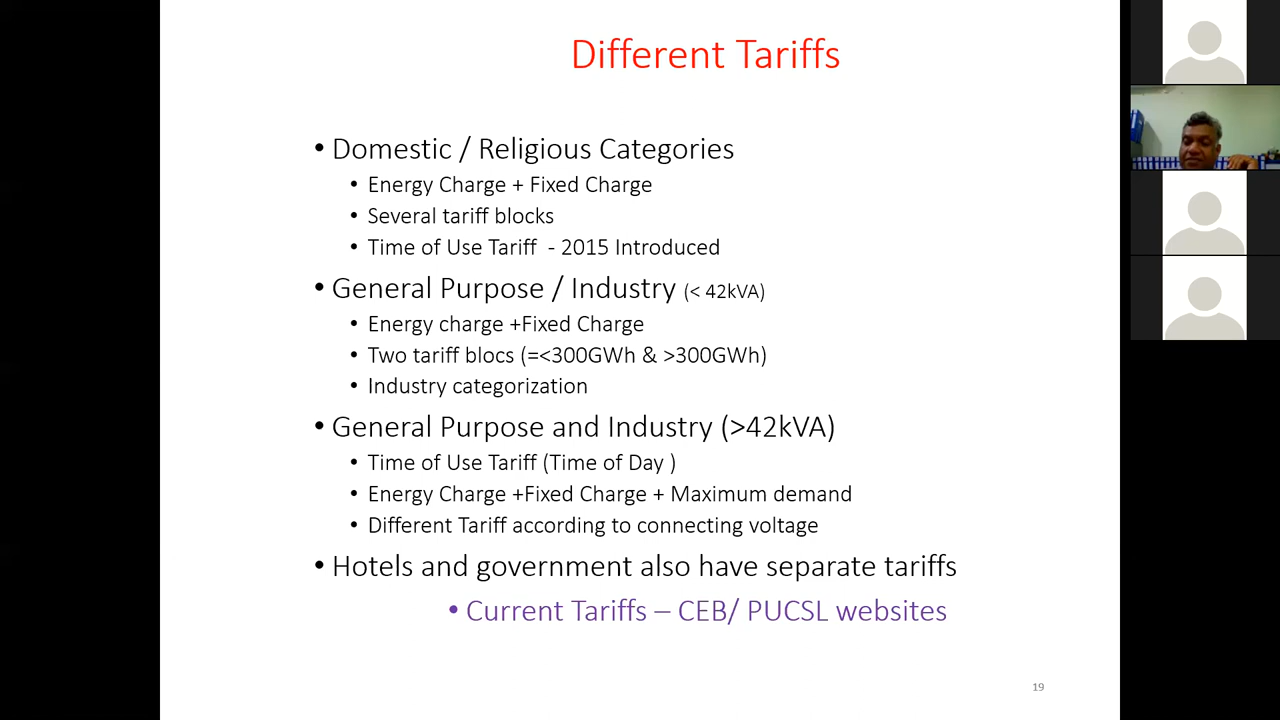 Different Tariffs
• Domestic / Religious Categories
• Energy Charge + Fixed Charge
• Several tariff blocks
• Time of Use Tariff - 2015 Introduced
• General Purpose / Industry (< 42kVA)
• Energy charge +Fixed Charge
• Two tariff blocs (=<300GWh & >300GWh)
• Industry categorization
• General Purpose and Industry (>42kVA)
• Time of Use Tariff (Time of Day )
• Energy Charge +Fixed Charge + Maximum demand
• Different Tariff according to connecting voltage
• Hotels and government also have separate tariffs
• Current Tariffs – CEB/ PUCSL websites
19